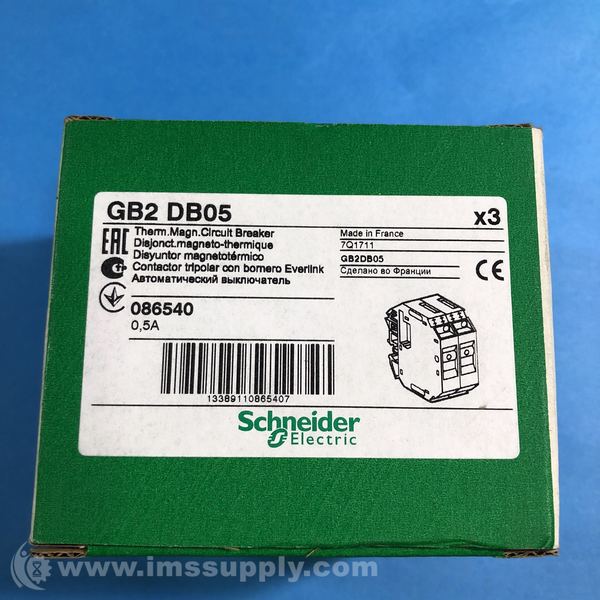 GB2 DB05
x3
EAC
Therm.Magn.Circuit Breaker
Disjonct.magneto-thermique
Disyuntor magnetotérmico
Contactor tripolar con bornero Everlink
Автоматический выключатель
Made in France
7Q1711
GB2DB05
Сделано во Франции
CE
086540
0,5A
13389110865407
Schneider
Electric
www.imssupply.com